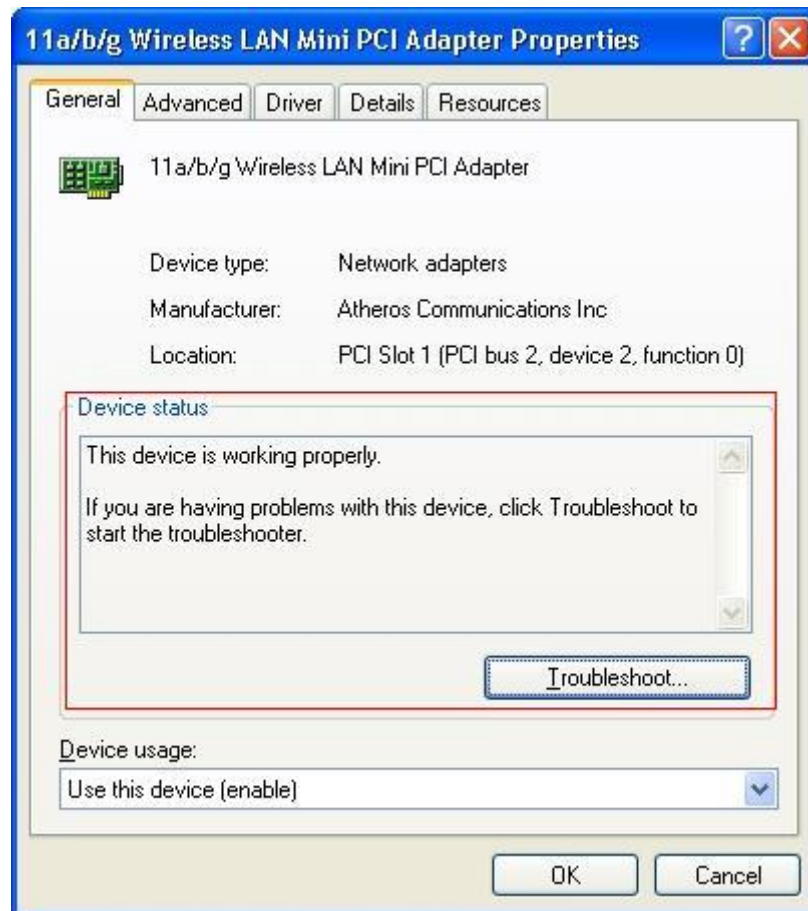 11a/b/g Wireless LAN Mini PCI Adapter Properties
General Advanced Driver Details Resources
11a/b/g Wireless LAN Mini PCI Adapter
Device type: Network adapters
Manufacturer: Atheros Communications Inc
Location: PCI Slot 1 (PCI bus 2, device 2, function 0)
Device status
This device is working properly.
If you are having problems with this device, click Troubleshoot to
start the troubleshooter.
Troubleshoot...
Device usage:
Use this device (enable)
OK Cancel